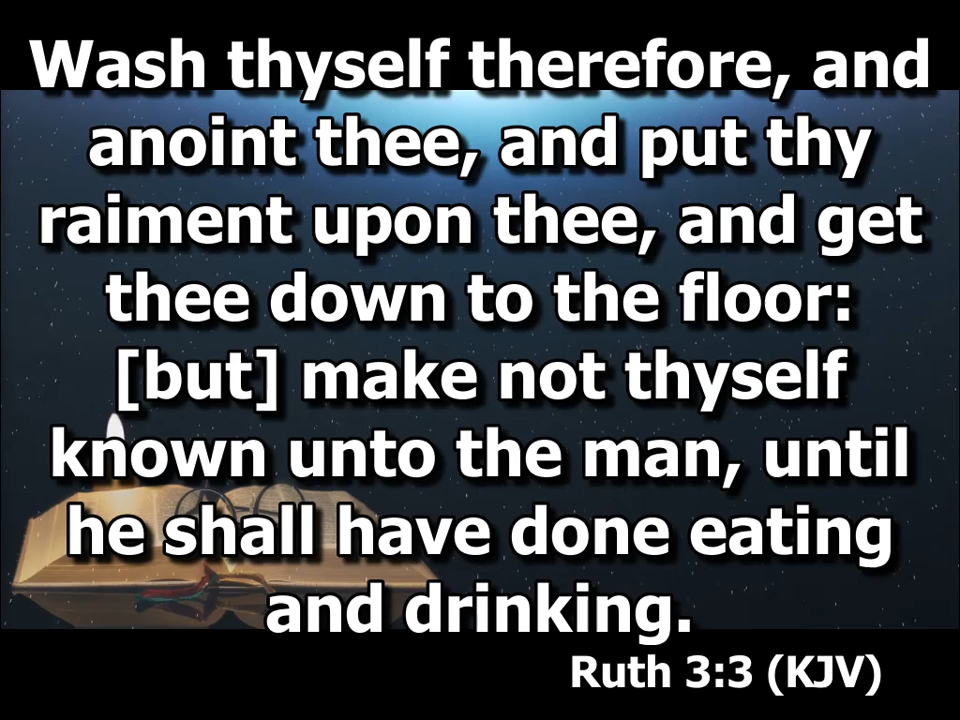 Wash thyself therefore, and
anoint thee, and put thy
raiment upon thee, and get
thee down to the floor:
[but] make not thyself
known unto the man, until
he shall have done eating
and drinking.
Ruth 3:3 (KJV)